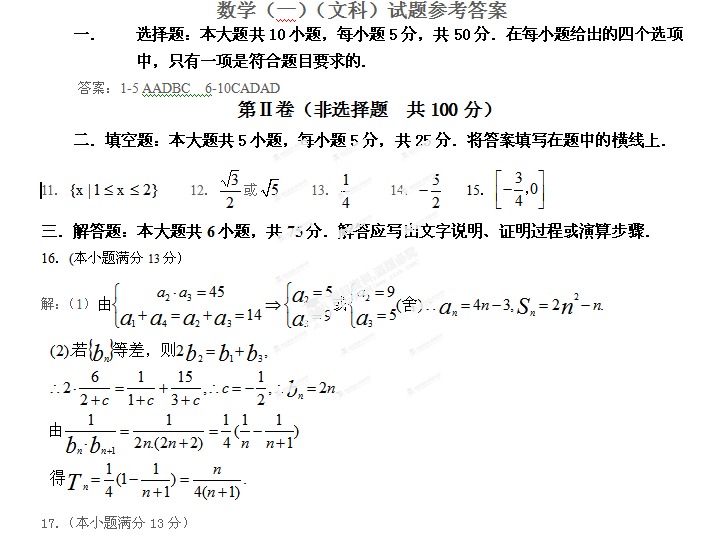 数学（一）（文科）试题参考答案
一． 选择题：本大题共10小题，每小题5分，共50分．在每小题给出的四个选项
中，只有一项是符合题目要求的．
答案：1-5 AADBC 6-10CADAD
第Ⅱ卷（非选择题 共100分）
二．填空题：本大题共5小题，每小题5分，共25分．将答案填写在题中的横线上．
11. {x|1≤x≤2} 12. √3/2 或 √5 13. 1/4 14. -5/2 15. [-3/4,0]
三．解答题：本大题共6小题，共75分．解答应写出文字说明、证明过程或演算步骤．
16.（本小题满分13分）
解：（1）由{a₂·a₃=45, a₁+a₄=a₂+a₃=14 ⇒ {a₂=5, a₃=9 或{a₂=9, a₃=5 (舍)∴aₙ=4n-3, Sₙ=2n²-n.
(2).若{bₙ}等差，则2b₂=b₁+b₃,
∴2·6/(2+c)=1/(1+c)+15/(3+c),∴c=-1/2,∴bₙ=2n
由1/(bₙ·bₙ₊₁)=1/(2n.(2n+2))=1/4(1/n-1/(n+1))
得Tₙ=1/4(1-1/(n+1))=n/(4(n+1)).
17.（本小题满分13分）